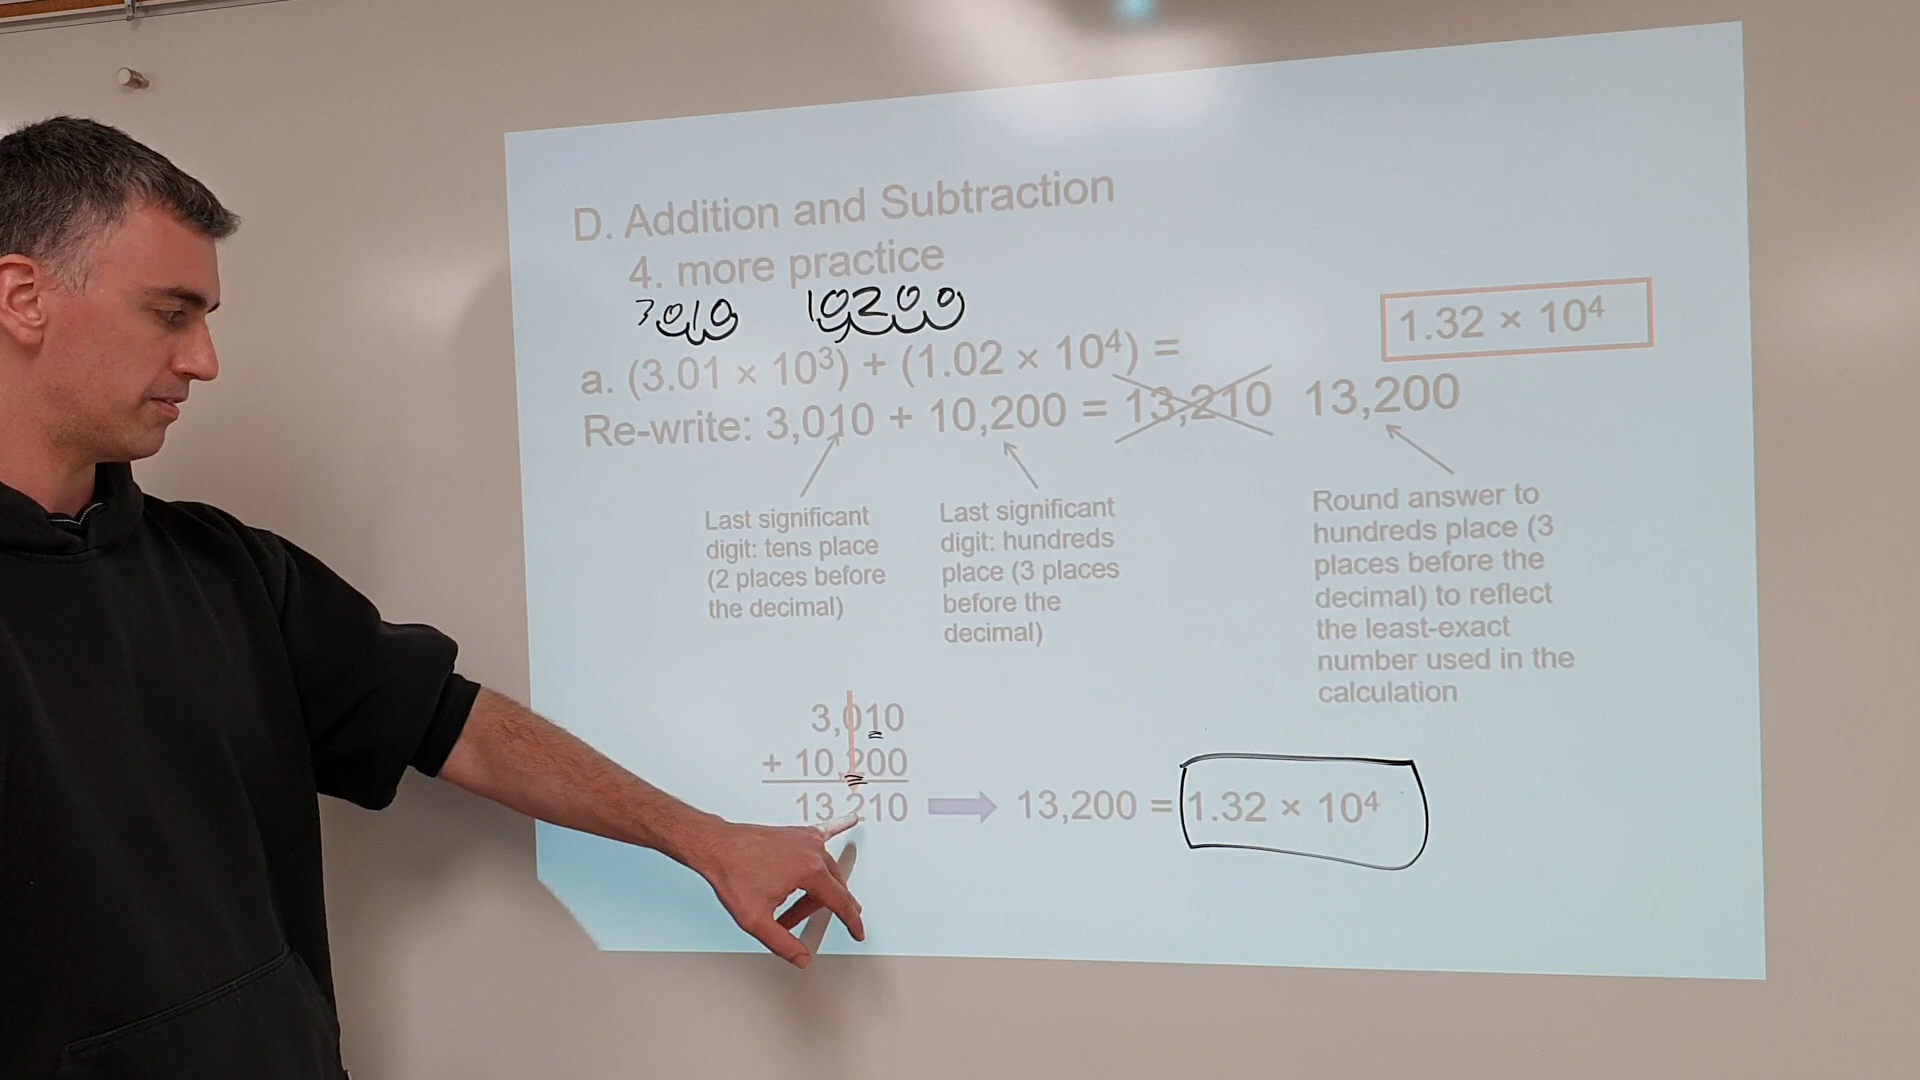 D. Addition and Subtraction
4. more practice
3010 10200
a. (3.01 × 10³) + (1.02 × 10⁴) =
1.32 × 10⁴
Re-write: 3,010 + 10,200 = 13,210 13,200
Last significant
digit: tens place
(2 places before
the decimal)
Last significant
digit: hundreds
place (3 places
before the
decimal)
Round answer to
hundreds place (3
places before the
decimal) to reflect
the least-exact
number used in the
calculation
3,010
+ 10,200
13,210 13,200 = 1.32 × 10⁴